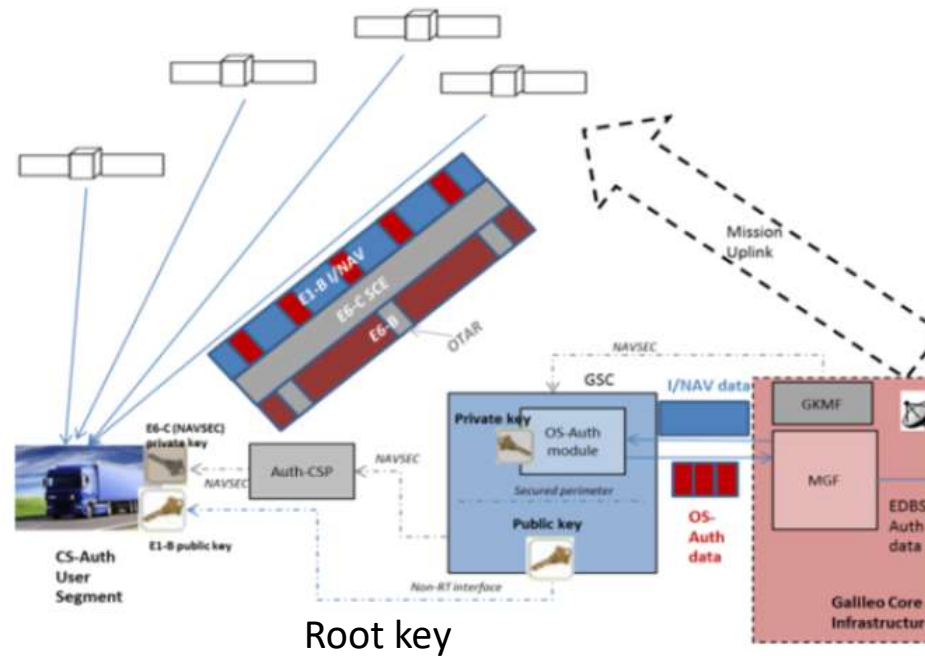 Mission
Uplink
E1-B I/NAV
E6-C SCE
E6-B
OTAR
NAVSEC
GSC
I/NAV data
GKMF
Private key
OS-Auth
module
MGF
E6-C (NAVSEC)
private key
Auth-CSP
NAVSEC
NAVSEC
Secured perimeter
Public key
OS-
Auth
data
EDBS
Auth
data
E1-B public key
CS-Auth
User
Segment
Non-RT interface
Galileo Core
Infrastructur
Root key